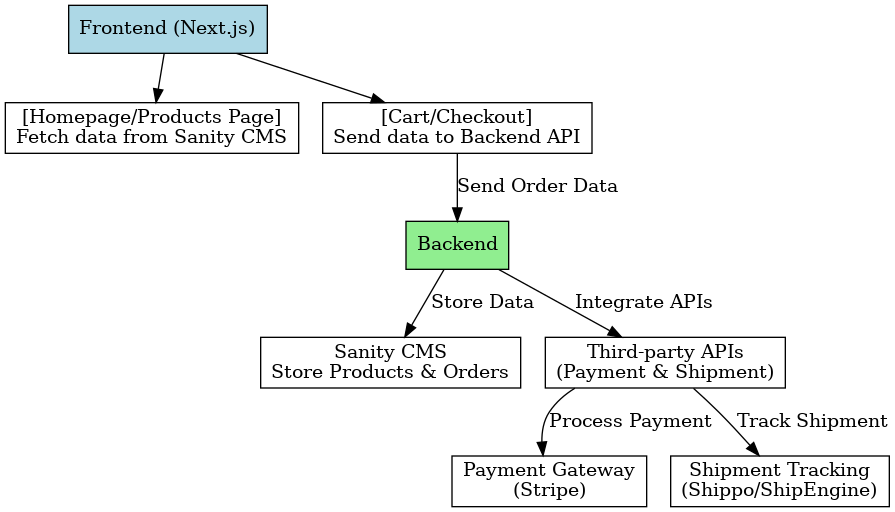 Frontend (Next.js)
[Homepage/Products Page]
Fetch data from Sanity CMS
[Cart/Checkout]
Send data to Backend API
Send Order Data
Backend
Store Data
Integrate APIs
Sanity CMS
Store Products & Orders
Third-party APIs
(Payment & Shipment)
Process Payment
Track Shipment
Payment Gateway
(Stripe)
Shipment Tracking
(Shippo/ShipEngine)